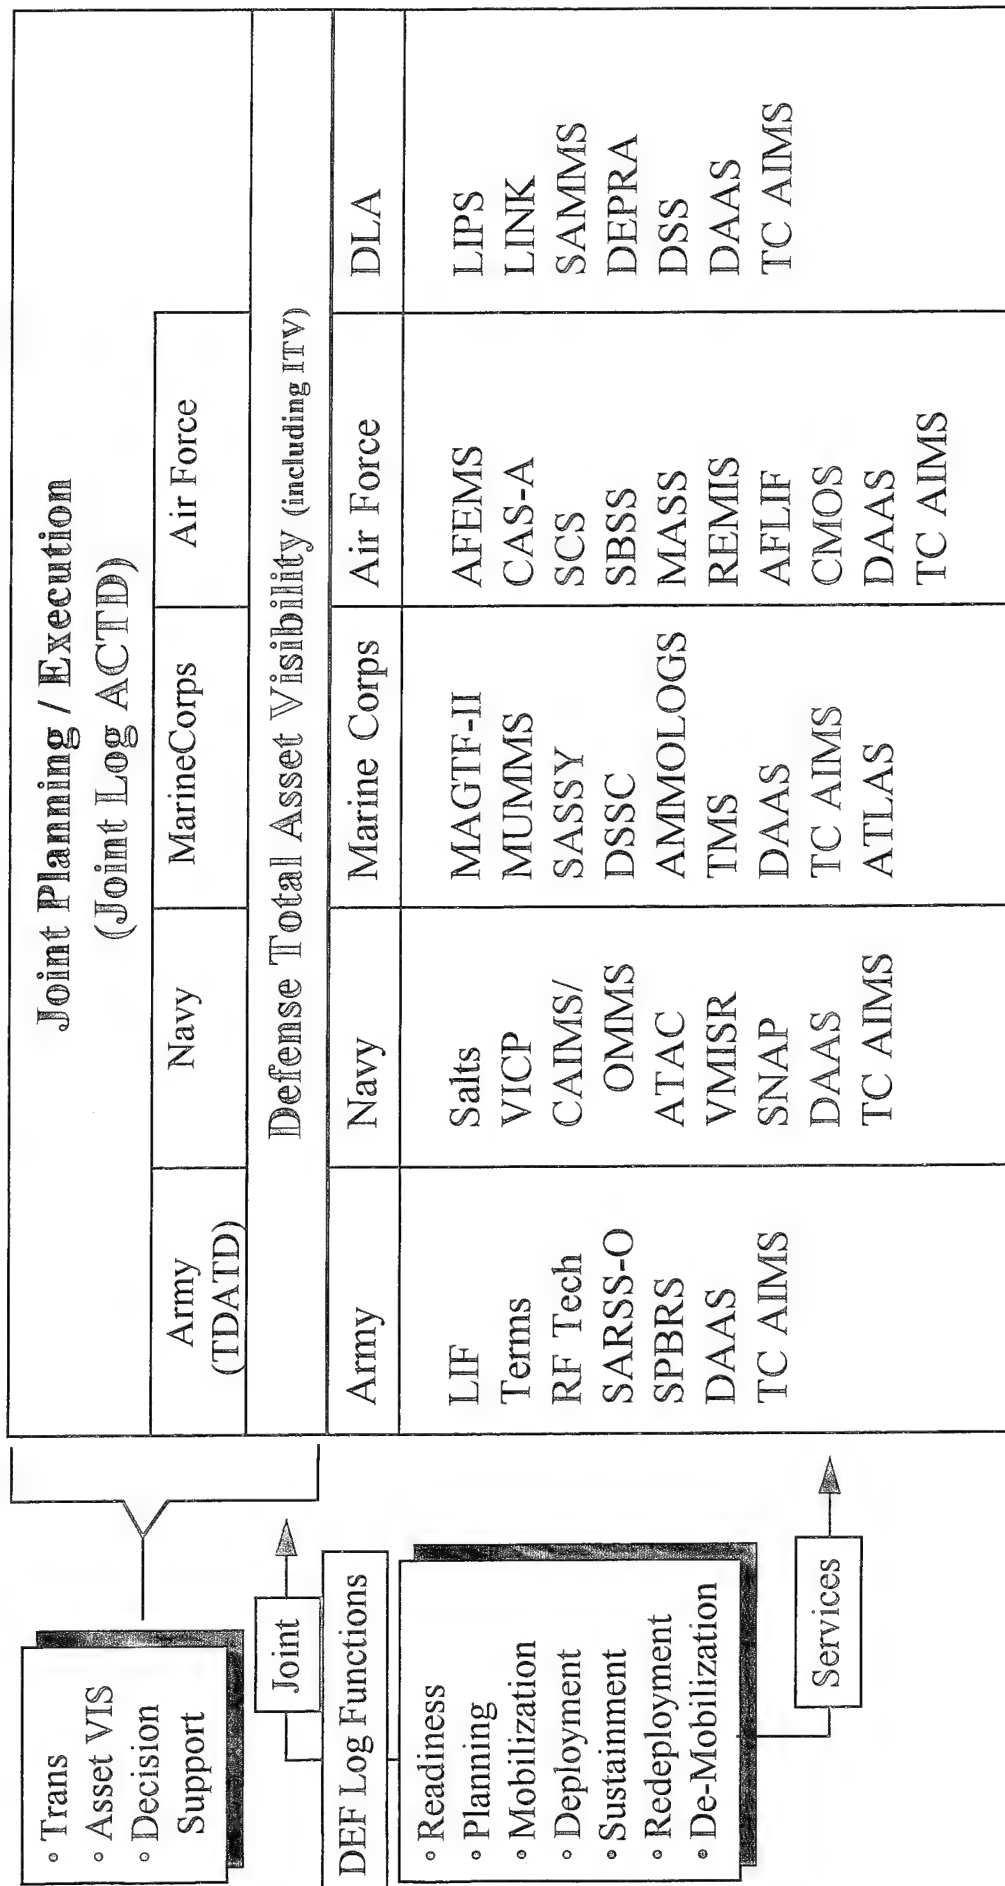 Joint Planning / Execution
(Joint Log ACTD)
Army
(TDATD)
Navy
MarineCorps
Air Force
Defense Total Asset Visibility (including ITV)
Army
Navy
Marine Corps
Air Force
DLA
LIF
Terms
RF Tech
SARSS-O
SPBRS
DAAS
TC AIMS
Salts
VICP
CAIMS/
OMMS
ATAC
VMISR
SNAP
DAAS
TC AIMS
MAGTF-II
MUMMS
SASSY
DSSC
AMMOLOGS
TMS
DAAS
TC AIMS
ATLAS
AFEMS
CAS-A
SCS
SBSS
MASS
REMIS
AFLIF
CMOS
DAAS
TC AIMS
LIPS
LINK
SAMMS
DEPRA
DSS
DAAS
TC AIMS
◦ Trans
◦ Asset VIS
◦ Decision
Support
Joint
DEF Log Functions
◦ Readiness
◦ Planning
◦ Mobilization
◦ Deployment
◦ Sustainment
◦ Redeployment
◦ De-Mobilization
Services